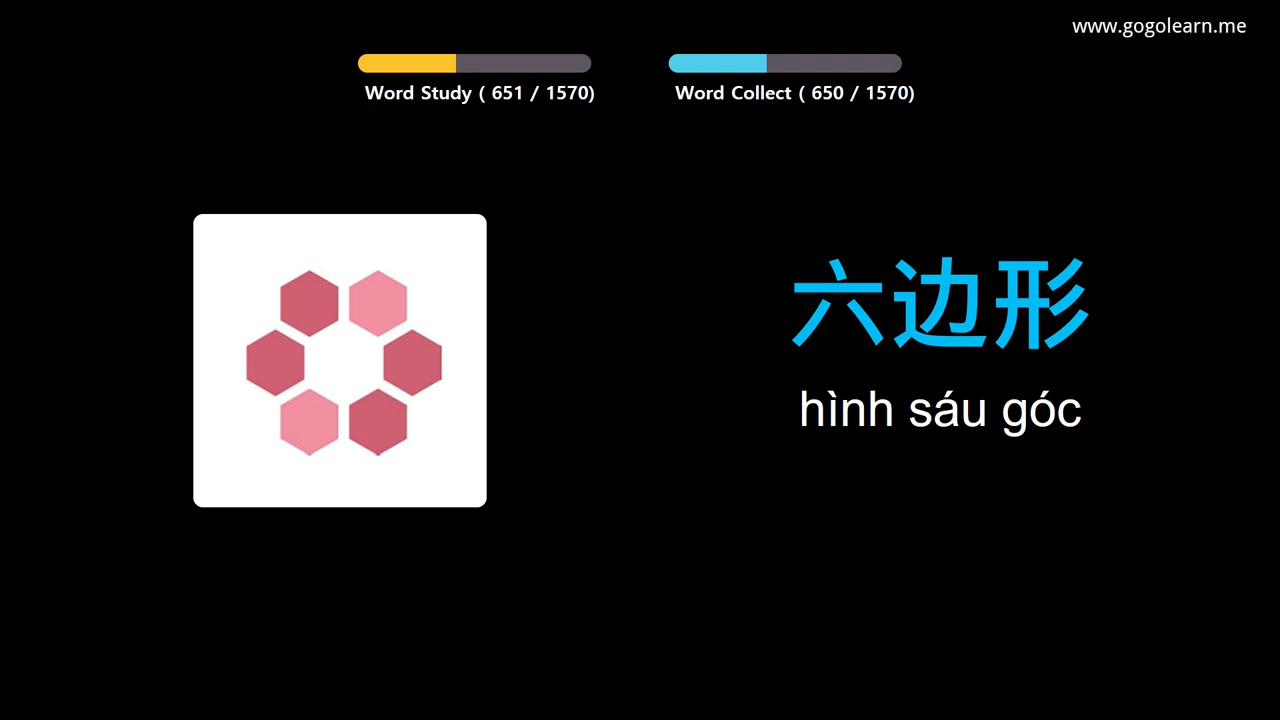 www.gogolearn.me
Word Study ( 651 / 1570)
Word Collect ( 650 / 1570)
六边形
hình sáu góc